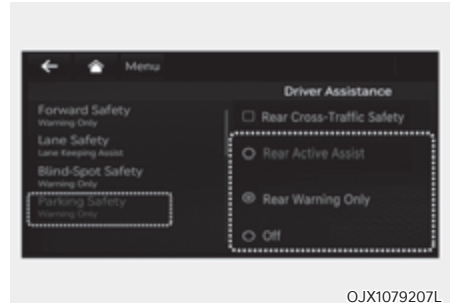 Menu
Driver Assistance
Forward Safety
Warning Only
Lane Safety
Lane Keeping Assist
Blind-Spot Safety
Warning Only
Parking Safety
Warning Only
Rear Cross-Traffic Safety
Rear Active Assist
Rear Warning Only
Off
OJX1079207L